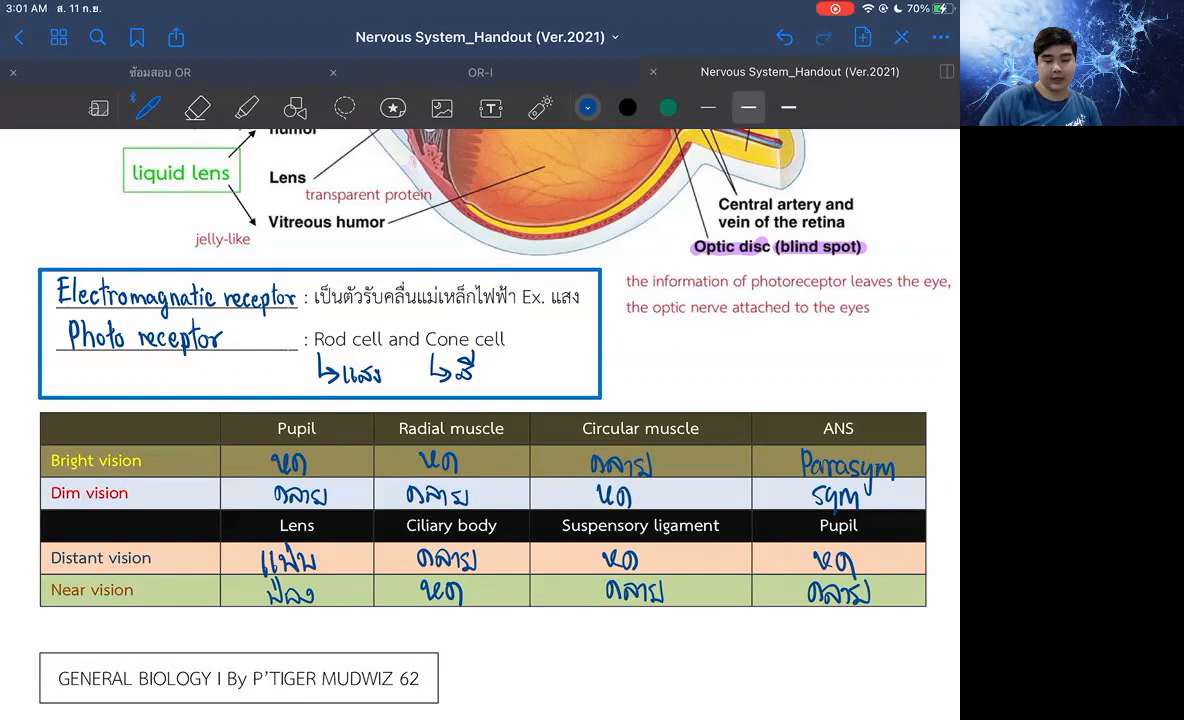 3:01 AM ส. 11 ก.ย.
70%
Nervous System_Handout (Ver.2021)
ซ้อมสอบ OR
OR-I
Nervous System_Handout (Ver.2021)
humor
liquid lens
Lens
transparent protein
Vitreous humor
jelly-like
Central artery and
vein of the retina
Optic disc (blind spot)
the information of photoreceptor leaves the eye,
the optic nerve attached to the eyes
Electromagnetic receptor : เป็นตัวรับคลื่นแม่เหล็กไฟฟ้า Ex. แสง
Photo receptor : Rod cell and Cone cell
แสง สี
Pupil Radial muscle Circular muscle ANS
Bright vision หด หด คลาย Parasym
Dim vision คลาย คลาย หด sym
Lens Ciliary body Suspensory ligament Pupil
Distant vision แฟบ คลาย หด หด
Near vision ป่อง หด คลาย คลาย
GENERAL BIOLOGY I By P'TIGER MUDWIZ 62